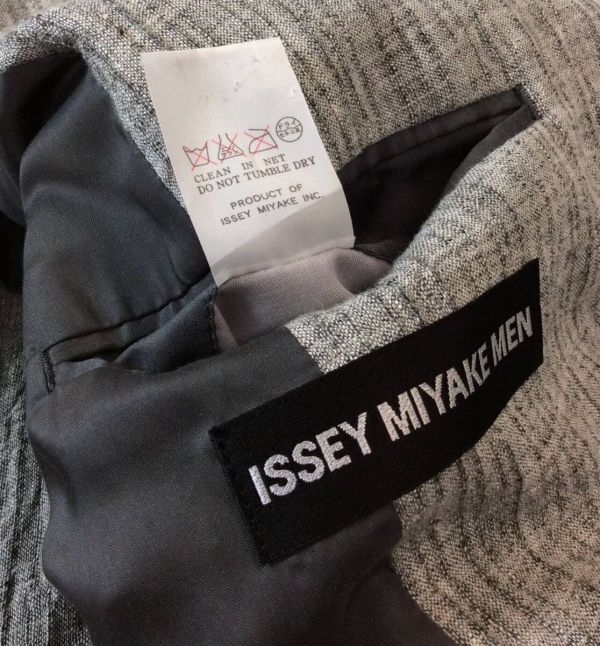 CLEAN IN NET
DO NOT TUMBLE DRY
PRODUCT OF
ISSEY MIYAKE INC.
ISSEY MIYAKE MEN